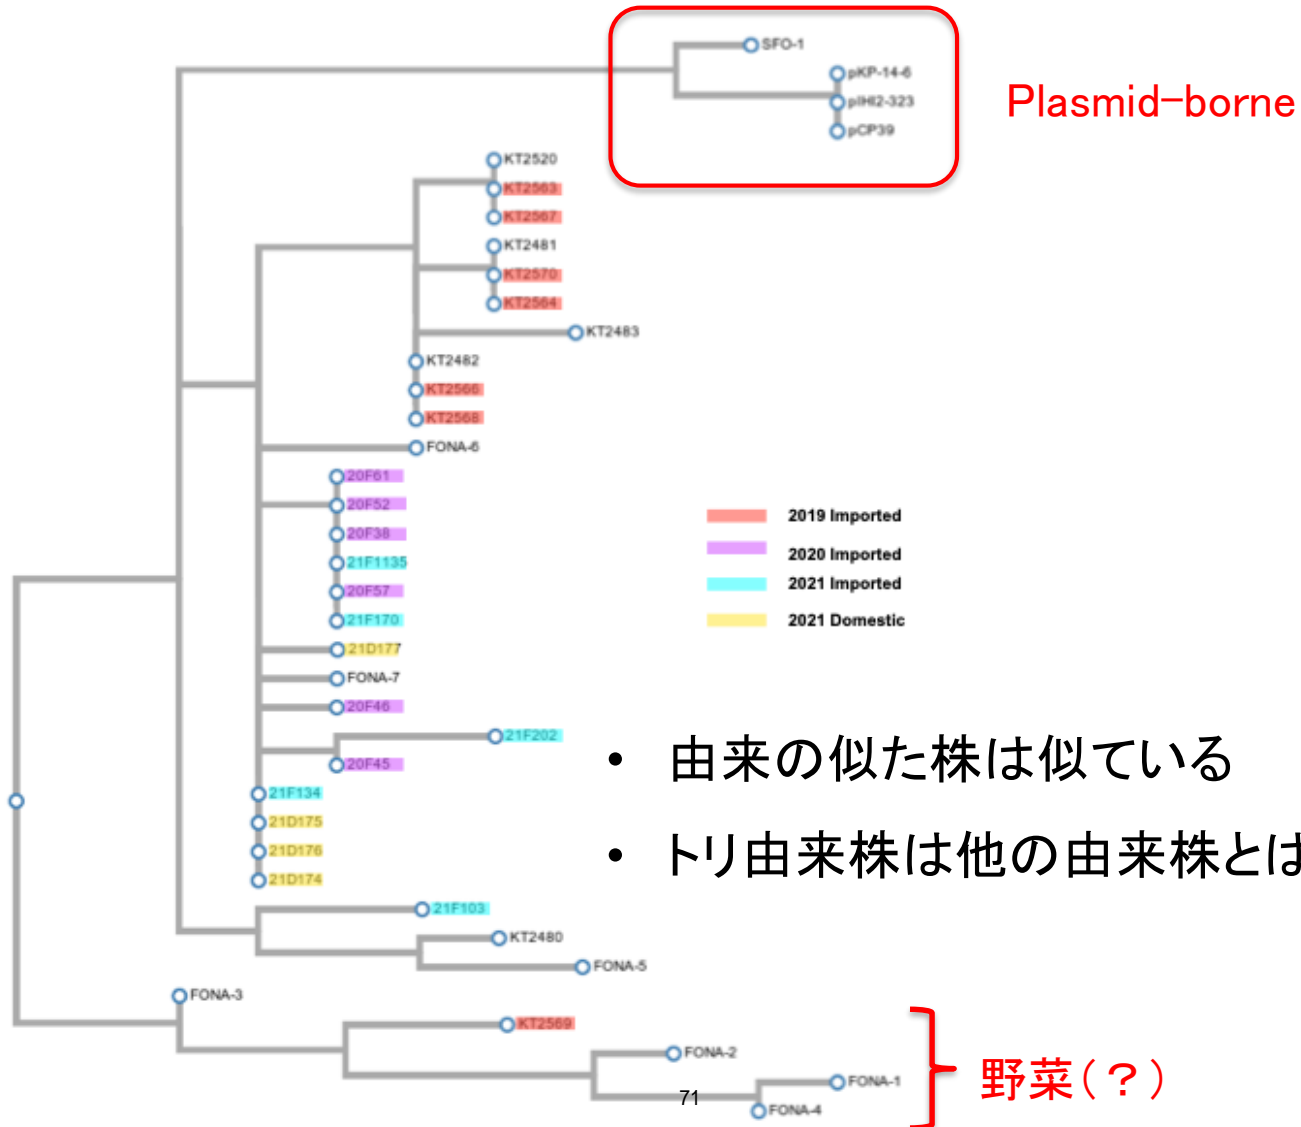 SFO-1
pKP-14-6
Plasmid-borne
pIHI2-323
pCP39
KT2520
KT2563
KT2567
KT2481
KT2570
KT2564
KT2483
KT2482
KT2566
KT2568
FONA-6
20F61
20F52
20F38
21F1135
20F57
21F170
21D177
FONA-7
20F46
21F202
20F45
21F134
21D175
21D176
21D174
21F103
KT2480
FONA-5
FONA-3
KT2569
FONA-2
FONA-1
FONA-4
2019 Imported
2020 Imported
2021 Imported
2021 Domestic
• 由来の似た株は似ている
• トリ由来株は他の由来株とは
野菜(？)
71